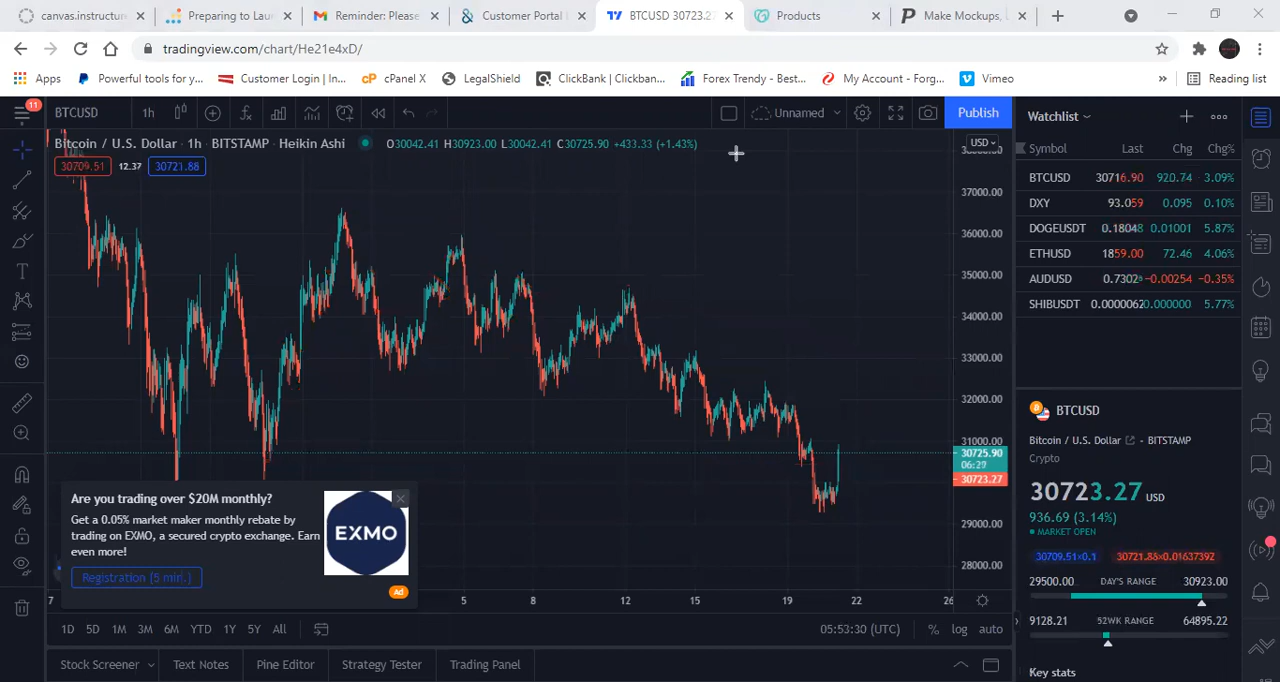 canvas.instructure
Preparing to Lau
Reminder: Please
Customer Portal
BTCUSD 30723.27
Products
Make Mockups, L
tradingview.com/chart/He21e4xD/
Apps Powerful tools for y... Customer Login | In... cPanel X LegalShield ClickBank | Clickban... Forex Trendy - Best... My Account - Forg... Vimeo » Reading list
11
BTCUSD 1h Unnamed Publish
Watchlist
Bitcoin / U.S. Dollar · 1h · BITSTAMP · Heikin Ashi O30042.41 H30923.00 L30042.41 C30725.90 +433.33 (+1.43%)
USD
30709.51 12.37 30721.88
Symbol Last Chg Chg%
BTCUSD 30716.90 920.74 3.09%
DXY 93.059 0.095 0.10%
DOGEUSDT 0.18048 0.01001 5.87%
ETHUSD 1859.00 72.46 4.06%
AUDUSD 0.7302 -0.00254 -0.35%
SHIBUSDT 0.0000062 0.000000 5.77%
38000.00
37000.00
36000.00
35000.00
34000.00
33000.00
32000.00
31000.00
30725.90
06:29
30723.27
29000.00
28000.00
BTCUSD
Bitcoin / U.S. Dollar - BITSTAMP
Crypto
30723.27 USD
936.69 (3.14%)
MARKET OPEN
30709.51×0.1 30721.88×0.01637392
29500.00 DAY'S RANGE 30923.00
9128.21 52WK RANGE 64895.22
Key stats
Are you trading over $20M monthly?
Get a 0.05% market maker monthly rebate by
trading on EXMO, a secured crypto exchange. Earn
even more!
Registration (5 min.)
EXMO
Ad
7 5 8 12 15 19 22 26
1D 5D 1M 3M 6M YTD 1Y 5Y All
05:53:30 (UTC) % log auto
Stock Screener Text Notes Pine Editor Strategy Tester Trading Panel